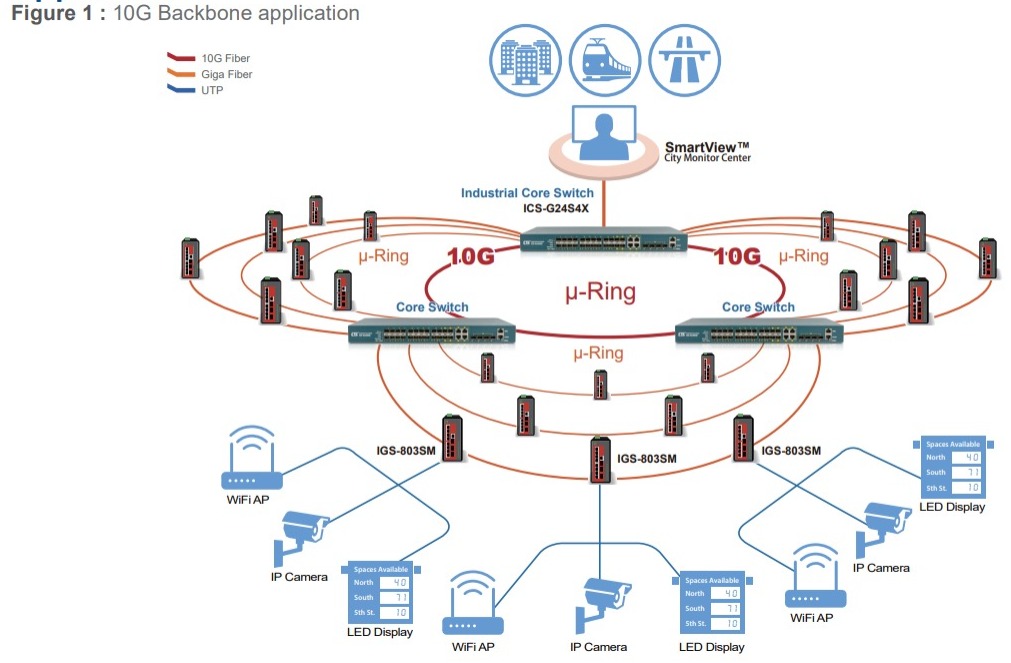 Figure 1 : 10G Backbone application
10G Fiber
Giga Fiber
UTP
SmartView™
City Monitor Center
Industrial Core Switch
ICS-G24S4X
μ-Ring
10G
10G
μ-Ring
μ-Ring
Core Switch
Core Switch
μ-Ring
IGS-803SM
IGS-803SM
IGS-803SM
WiFi AP
IP Camera
Spaces Available
North 40
South 71
5th St. 10
LED Display
WiFi AP
IP Camera
Spaces Available
North 40
South 71
5th St. 10
LED Display
WiFi AP
IP Camera
Spaces Available
North 40
South 71
5th St. 10
LED Display